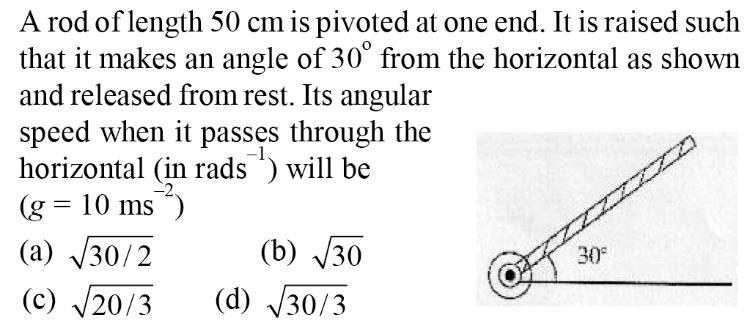 A rod of length 50 cm is pivoted at one end. It is raised such
that it makes an angle of 30° from the horizontal as shown
and released from rest. Its angular
speed when it passes through the
horizontal (in rads⁻¹) will be
(g = 10 ms⁻²)
(a) √30/2 (b) √30
(c) √20/3 (d) √30/3
30°